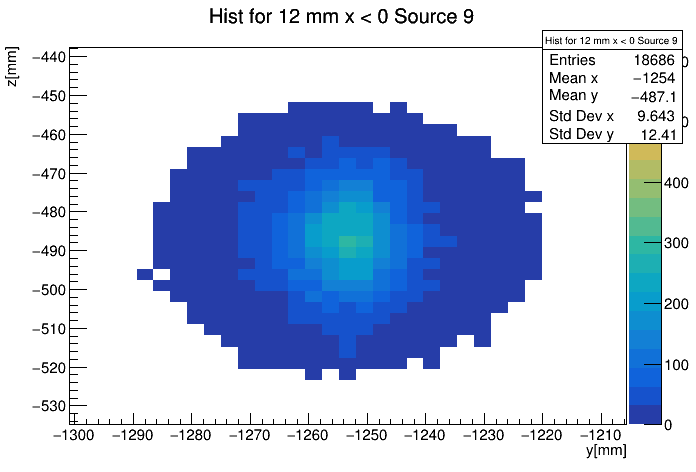 Hist for 12 mm x < 0 Source 9
Hist for 12 mm x < 0 Source 9
Entries 18686
Mean x −1254
Mean y −487.1
Std Dev x 9.643
Std Dev y 12.41
z[mm]
−440
−450
−460
−470
−480
−490
−500
−510
−520
−530
−1300 −1290 −1280 −1270 −1260 −1250 −1240 −1230 −1220 −1210
y[mm]
400
300
200
100
0